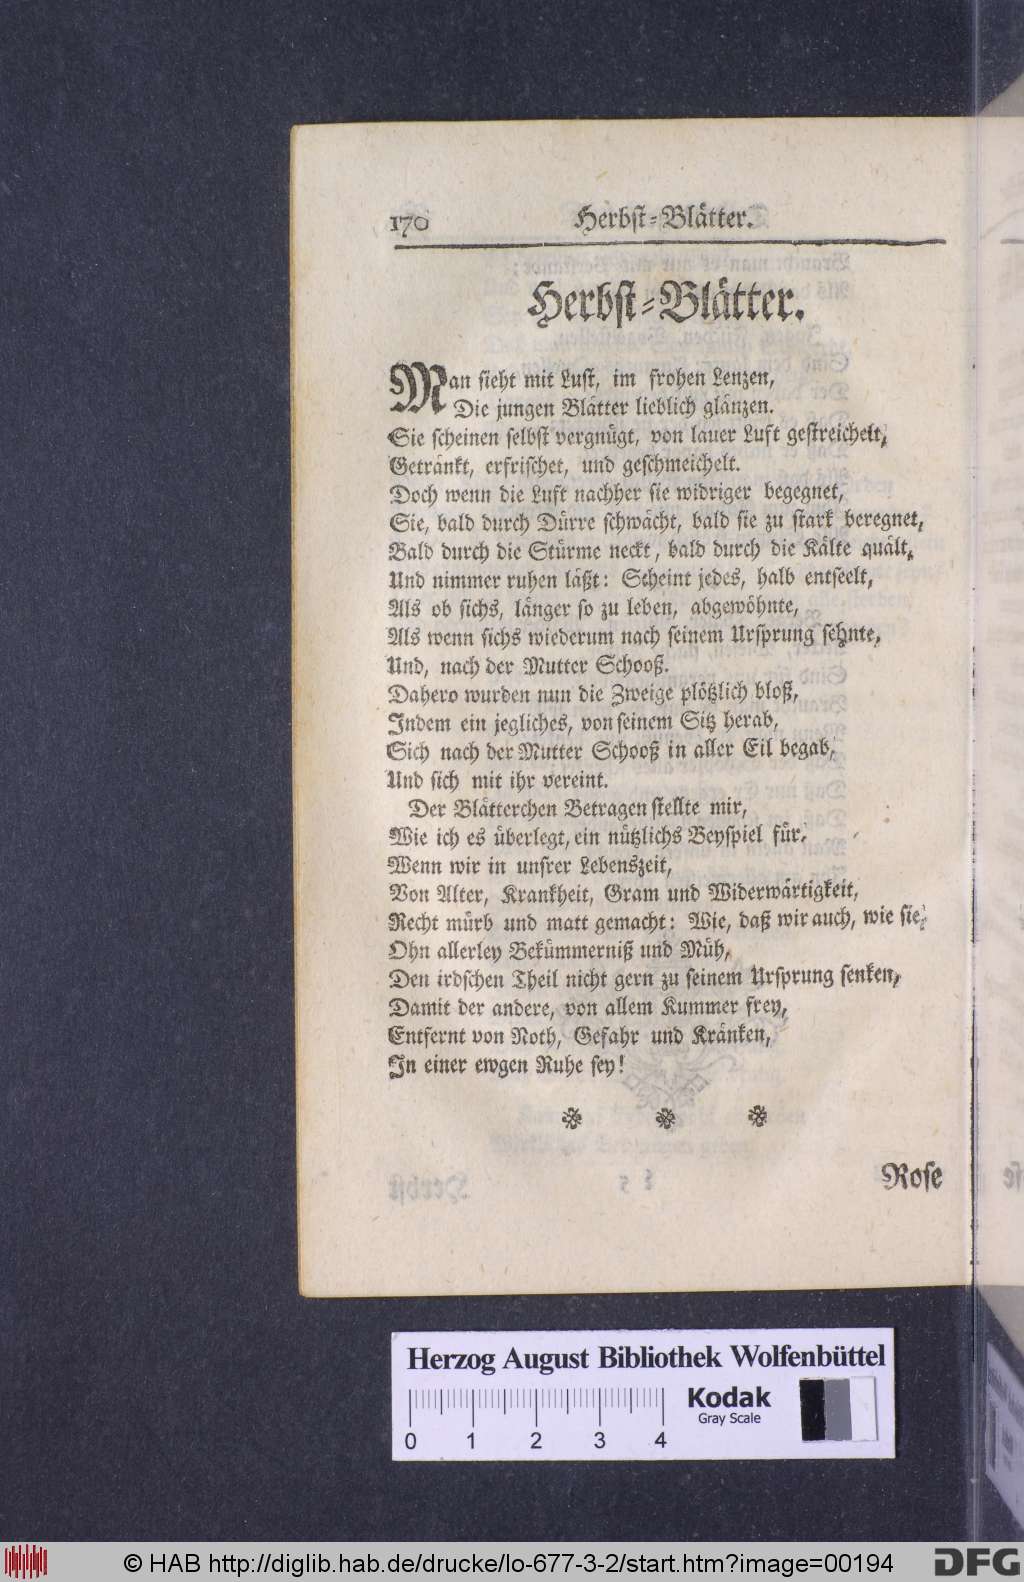 170 Herbst-Blätter.
Herbst-Blätter.
Man sieht mit Lust, im frohen Lenzen,
Die jungen Blätter lieblich glänzen.
Sie scheinen selbst vergnügt, von lauer Luft gestreichelt,
Getränkt, erfrischet, und geschmeichelt.
Doch wenn die Luft nachher sie widriger begegnet,
Sie, bald durch Dürre schwächt, bald sie zu stark beregnet,
Bald durch die Stürme neckt, bald durch die Kälte quält,
Und nimmer ruhen läßt: Scheint jedes, halb entseelt,
Als ob sichs, länger so zu leben, abgewöhnte,
Als wenn sichs wiederum nach seinem Ursprung sehnte,
Und, nach der Mutter Schooß.
Dahero wurden nun die Zweige plötzlich bloß,
Indem ein jegliches, von seinem Sitz herab,
Sich nach der Mutter Schooß in aller Eil begab,
Und sich mit ihr vereint.
Der Blätterchen Betragen stellte mir,
Wie ich es überlegt, ein nützlichs Beyspiel für.
Wenn wir in unsrer Lebenszeit,
Von Alter, Krankheit, Gram und Widerwärtigkeit,
Recht mürb und matt gemacht: Wie, daß wir auch, wie sie,
Ohn allerley Bekümmerniß und Müh,
Den irdschen Theil nicht gern zu seinem Ursprung senken,
Damit der andere, von allem Kummer frey,
Entfernt von Noth, Gefahr und Kränken,
In einer ewgen Ruhe sey!
Rose
Herzog August Bibliothek Wolfenbüttel
Kodak
Gray Scale
0 1 2 3 4
© HAB http://diglib.hab.de/drucke/lo-677-3-2/start.htm?image=00194
DFG